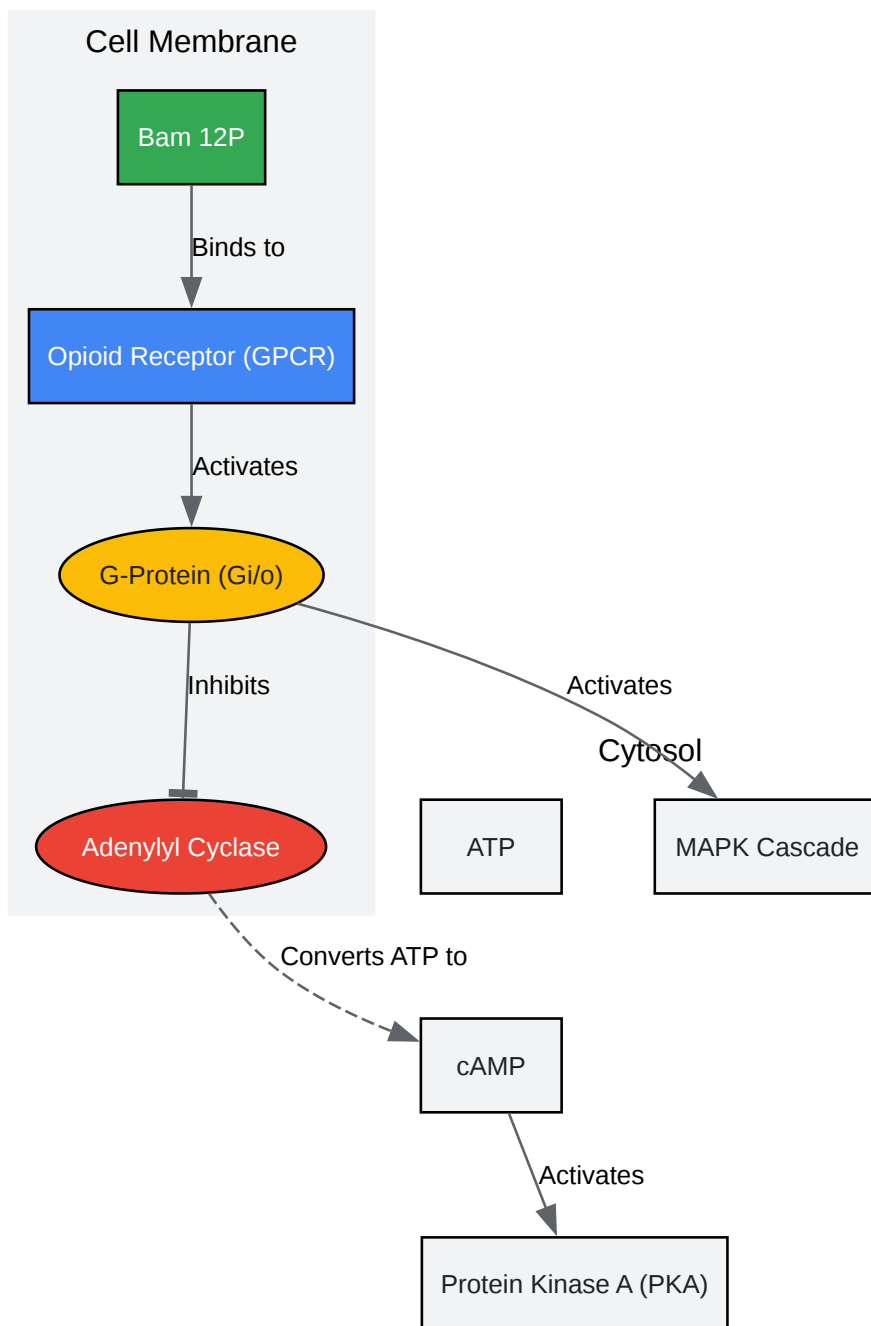 Cell Membrane
Bam 12P
Binds to
Opioid Receptor (GPCR)
Activates
G-Protein (Gi/o)
Inhibits
Activates
Cytosol
Adenylyl Cyclase
ATP
MAPK Cascade
Converts ATP to
cAMP
Activates
Protein Kinase A (PKA)